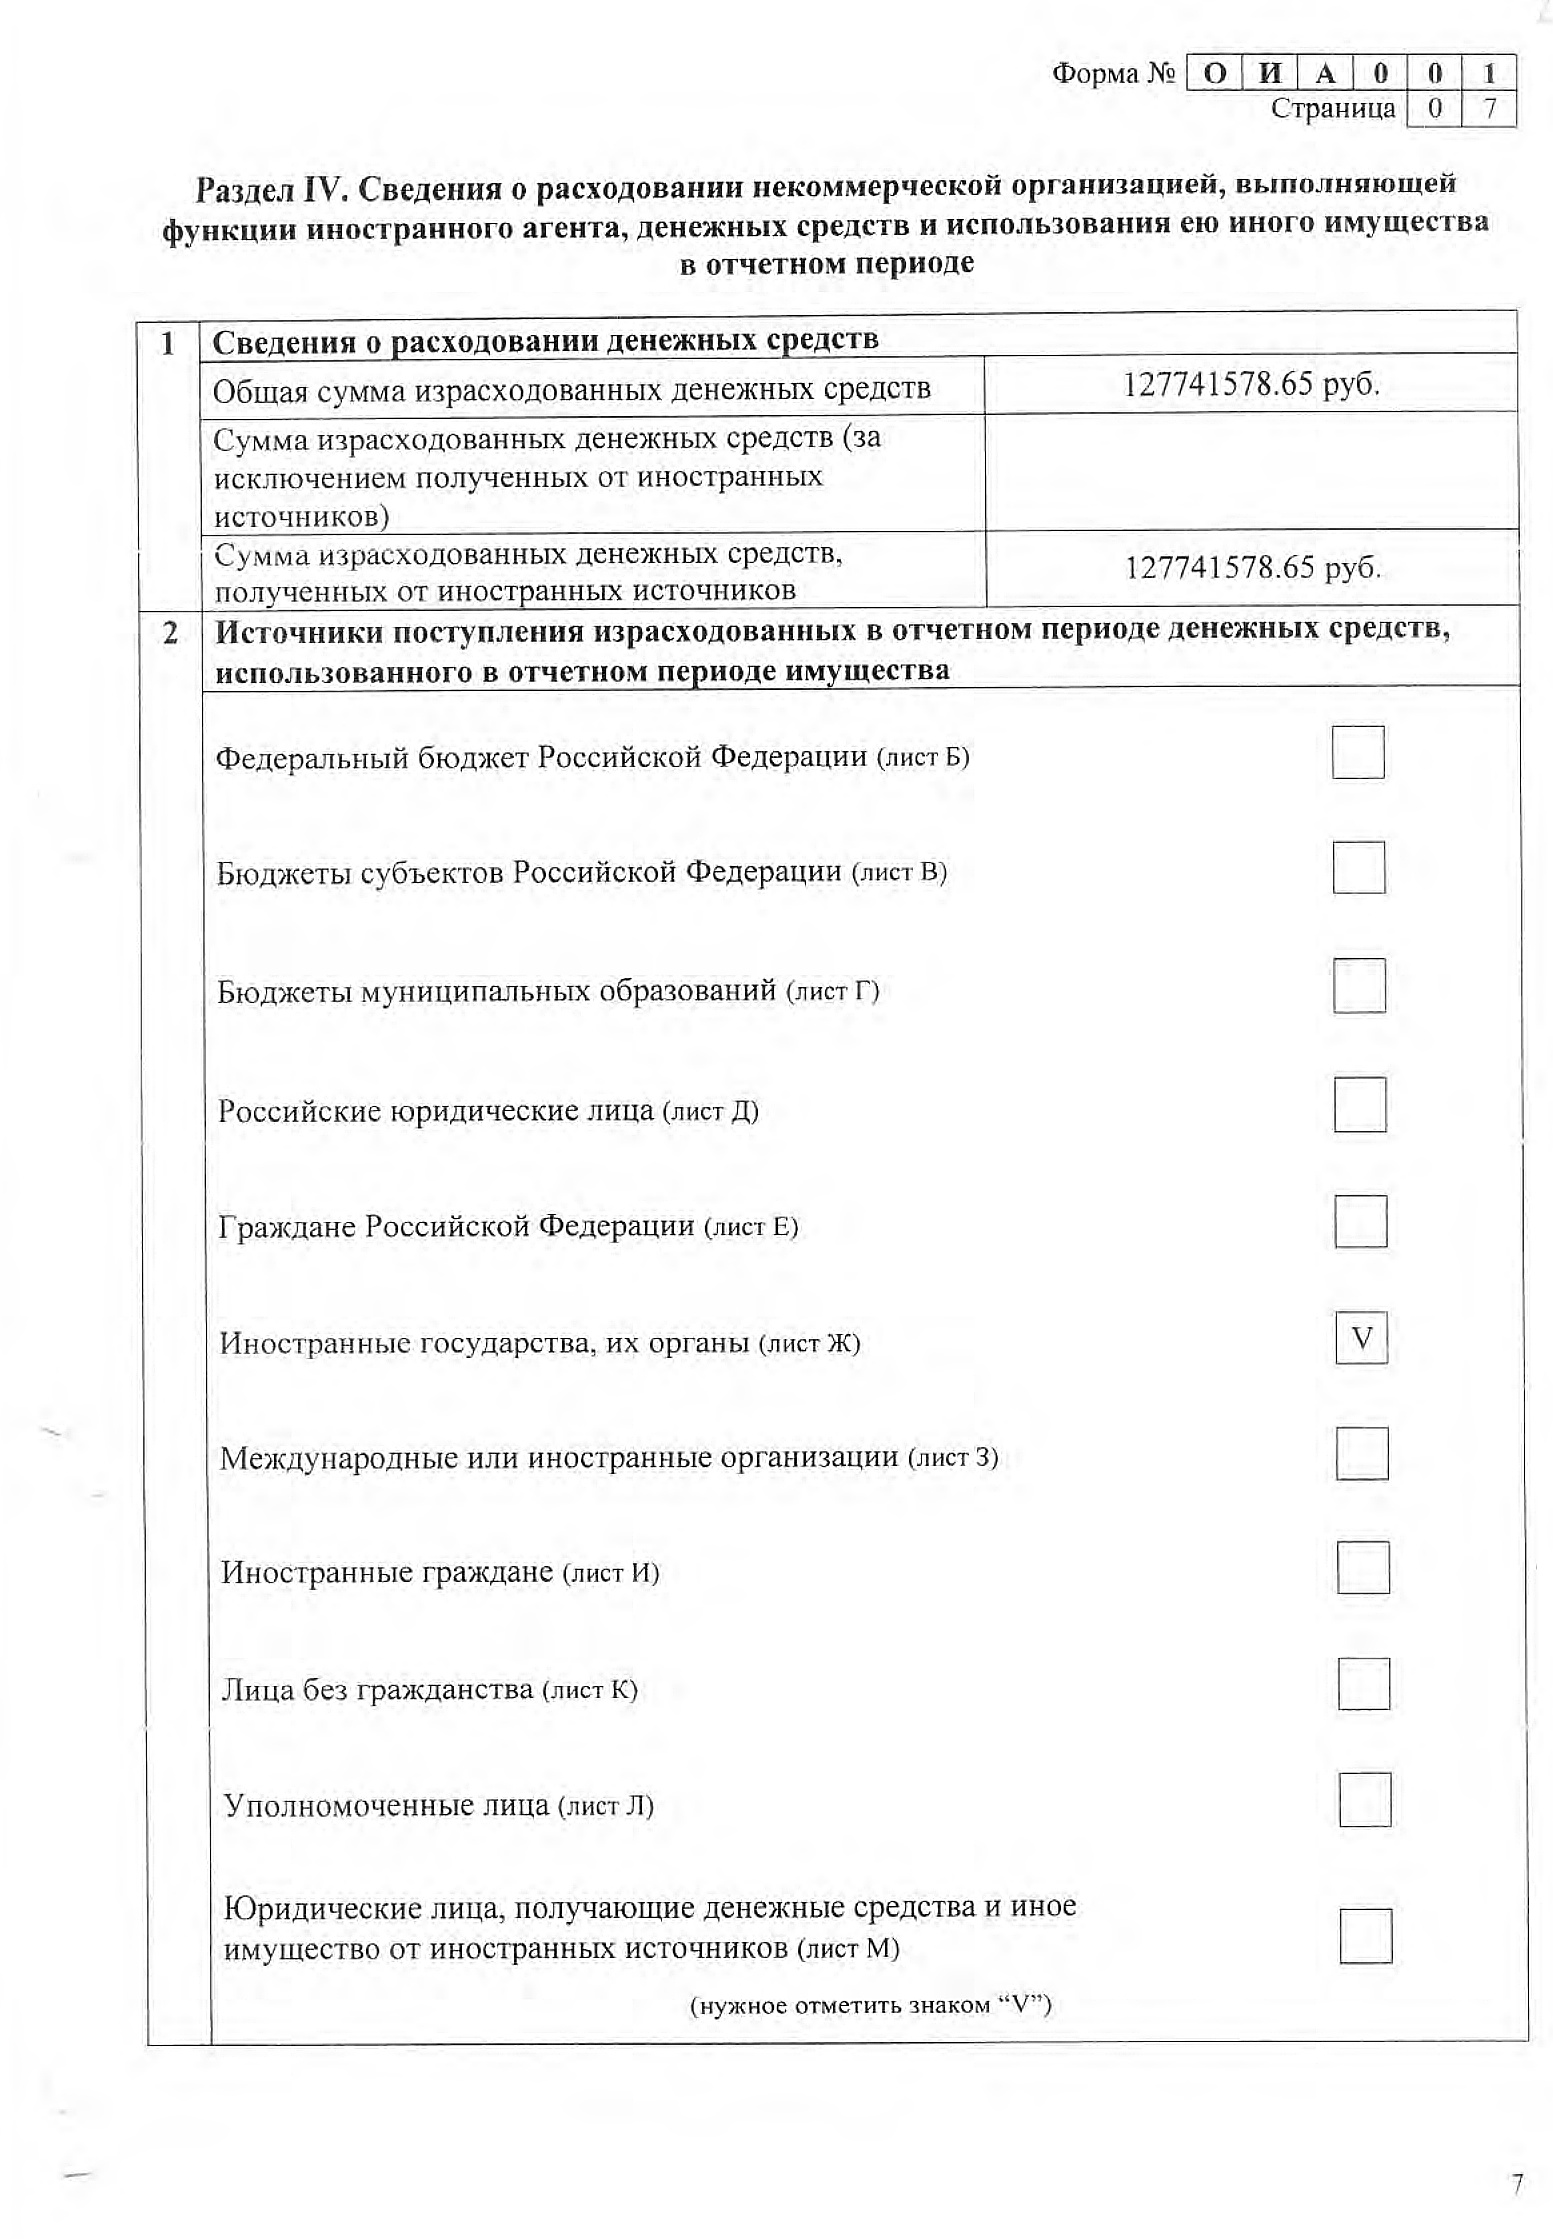 Форма № О И А 0 0 1
Страница 0 7
Раздел IV. Сведения о расходовании некоммерческой организацией, выполняющей
функции иностранного агента, денежных средств и использования ею иного имущества
в отчетном периоде
1 Сведения о расходовании денежных средств
Общая сумма израсходованных денежных средств 127741578.65 руб.
Сумма израсходованных денежных средств (за
исключением полученных от иностранных
источников)
Сумма израсходованных денежных средств,
полученных от иностранных источников 127741578.65 руб.
2 Источники поступления израсходованных в отчетном периоде денежных средств,
использованного в отчетном периоде имущества
Федеральный бюджет Российской Федерации (лист Б)
Бюджеты субъектов Российской Федерации (лист В)
Бюджеты муниципальных образований (лист Г)
Российские юридические лица (лист Д)
Граждане Российской Федерации (лист Е)
Иностранные государства, их органы (лист Ж) V
Международные или иностранные организации (лист З)
Иностранные граждане (лист И)
Лица без гражданства (лист К)
Уполномоченные лица (лист Л)
Юридические лица, получающие денежные средства и иное
имущество от иностранных источников (лист М)
(нужное отметить знаком “V”)
7